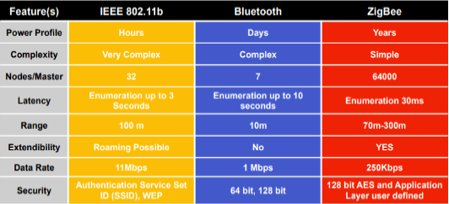 Feature(s) IEEE 802.11b Bluetooth ZigBee
Power Profile Hours Days Years
Complexity Very Complex Complex Simple
Nodes/Master 32 7 64000
Latency Enumeration up to 3 Seconds Enumeration up to 10 seconds Enumeration 30ms
Range 100 m 10m 70m-300m
Extendibility Roaming Possible No YES
Data Rate 11Mbps 1 Mbps 250Kbps
Security Authentication Service Set ID (SSID), WEP 64 bit, 128 bit 128 bit AES and Application Layer user defined